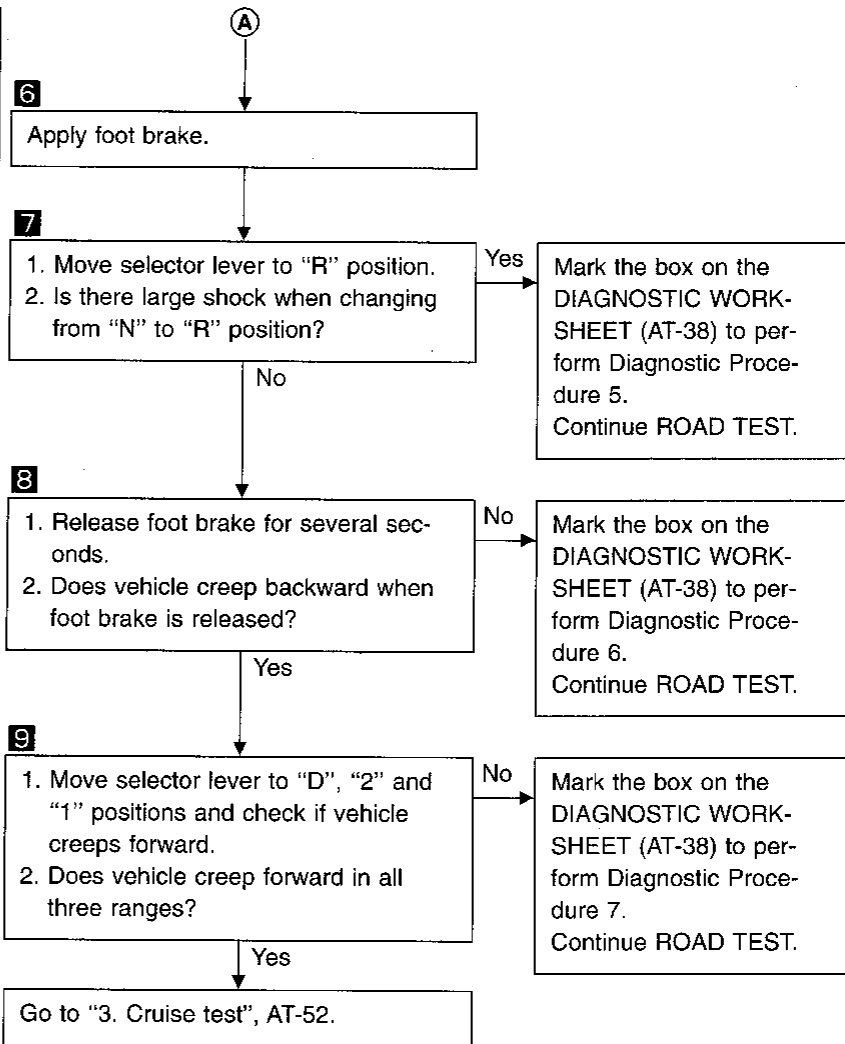 A
6
Apply foot brake.
7
1. Move selector lever to “R” position.
2. Is there large shock when changing
from “N” to “R” position?
Yes
Mark the box on the
DIAGNOSTIC WORK-
SHEET (AT-38) to per-
form Diagnostic Proce-
dure 5.
Continue ROAD TEST.
No
8
1. Release foot brake for several sec-
onds.
2. Does vehicle creep backward when
foot brake is released?
No
Mark the box on the
DIAGNOSTIC WORK-
SHEET (AT-38) to per-
form Diagnostic Proce-
dure 6.
Continue ROAD TEST.
Yes
9
1. Move selector lever to “D”, “2” and
“1” positions and check if vehicle
creeps forward.
2. Does vehicle creep forward in all
three ranges?
No
Mark the box on the
DIAGNOSTIC WORK-
SHEET (AT-38) to per-
form Diagnostic Proce-
dure 7.
Continue ROAD TEST.
Yes
Go to “3. Cruise test”, AT-52.